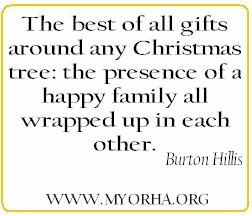 The best of all gifts
around any Christmas
tree: the presence of a
happy family all
wrapped up in each
other.
Burton Hillis
WWW.MYORHA.ORG